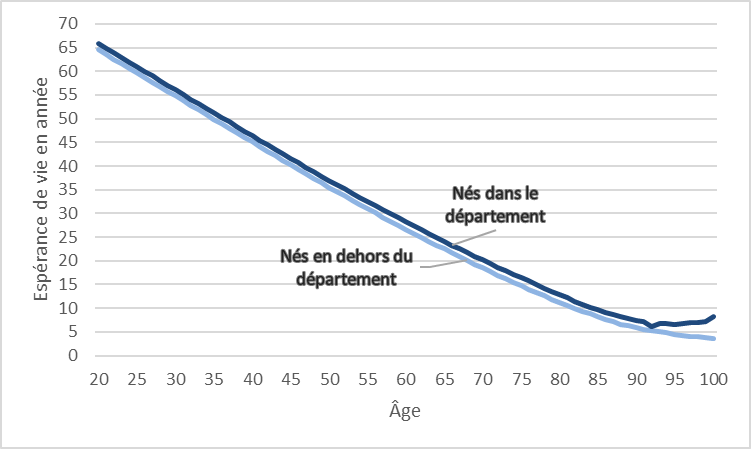 70
65
60
55
50
45
40
35
30
25
20
15
10
5
0
Espérance de vie en année
Nés dans le
département
Nés en dehors du
département
20 25 30 35 40 45 50 55 60 65 70 75 80 85 90 95 100
Âge